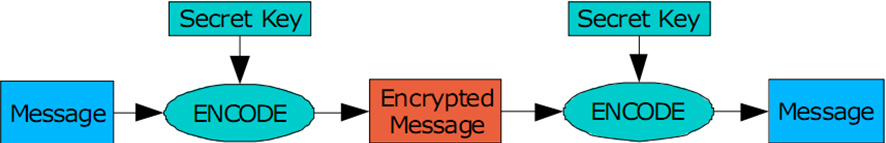 Secret Key
Secret Key
Message
ENCODE
Encrypted
Message
ENCODE
Message